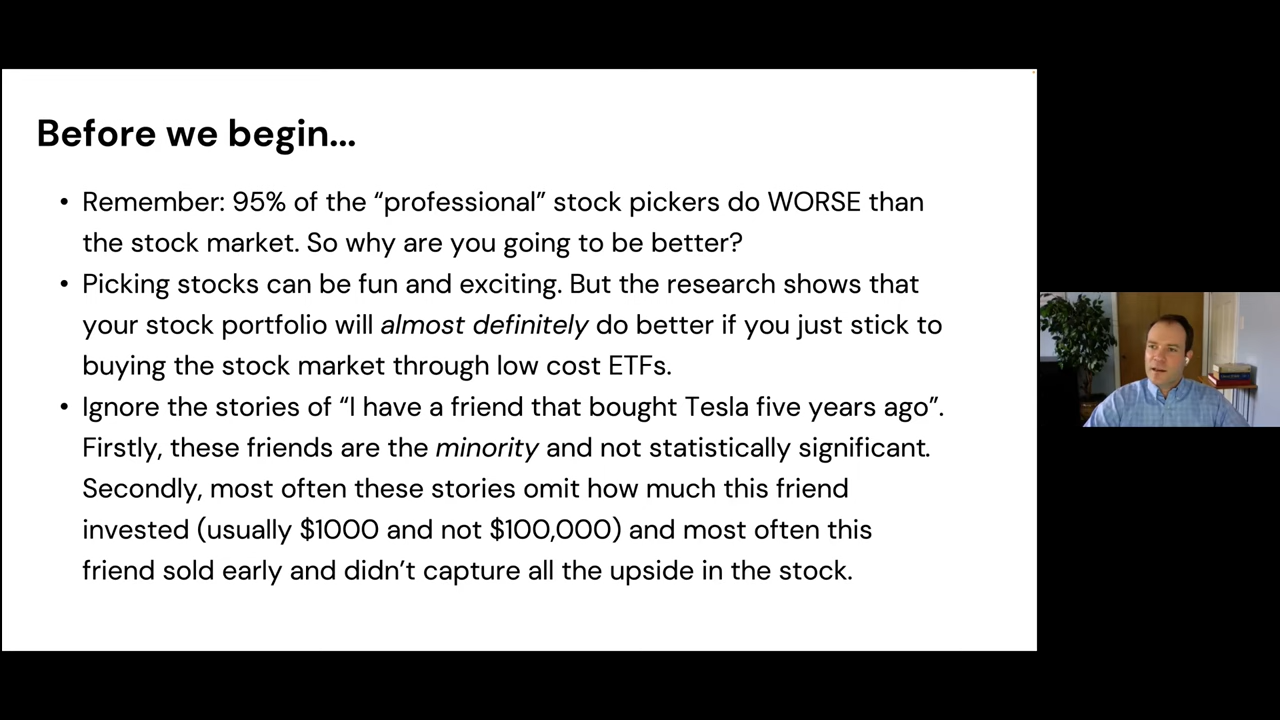 Before we begin...
• Remember: 95% of the “professional” stock pickers do WORSE than
the stock market. So why are you going to be better?
• Picking stocks can be fun and exciting. But the research shows that
your stock portfolio will almost definitely do better if you just stick to
buying the stock market through low cost ETFs.
• Ignore the stories of “I have a friend that bought Tesla five years ago”.
Firstly, these friends are the minority and not statistically significant.
Secondly, most often these stories omit how much this friend
invested (usually $1000 and not $100,000) and most often this
friend sold early and didn’t capture all the upside in the stock.